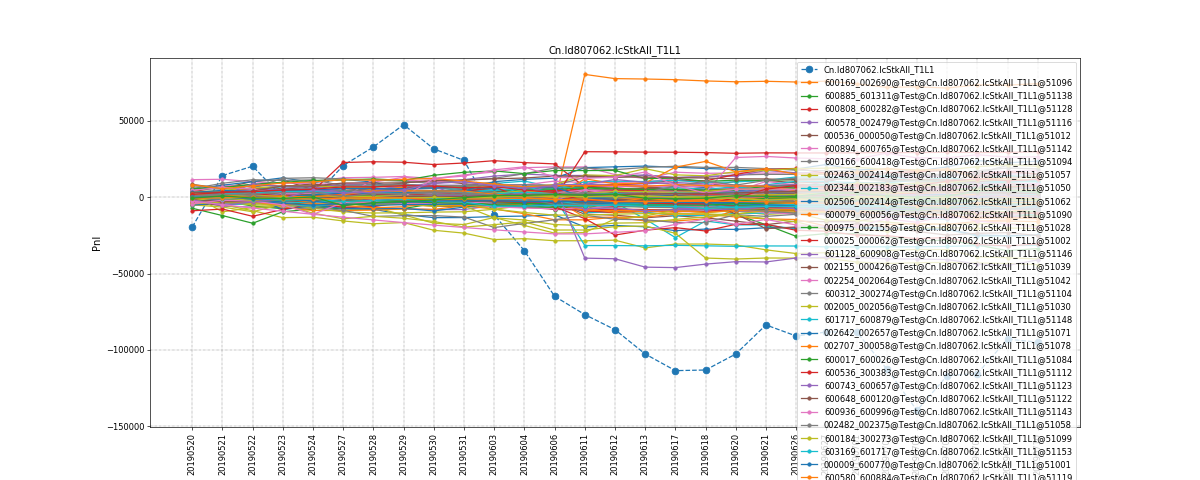 Cn.Id807062.IcStkAll_T1L1
PnI
50000
0
−50000
−100000
−150000
20190520
20190521
20190522
20190523
20190524
20190527
20190528
20190529
20190530
20190531
20190603
20190604
20190606
20190611
20190612
20190613
20190617
20190618
20190620
20190621
20190626
Cn.Id807062.IcStkAll_T1L1
600169_002690@Test@Cn.Id807062.IcStkAll_T1L1@51096
600885_601311@Test@Cn.Id807062.IcStkAll_T1L1@51138
600808_600282@Test@Cn.Id807062.IcStkAll_T1L1@51128
600578_002479@Test@Cn.Id807062.IcStkAll_T1L1@51116
000536_000050@Test@Cn.Id807062.IcStkAll_T1L1@51012
600894_600765@Test@Cn.Id807062.IcStkAll_T1L1@51142
600166_600418@Test@Cn.Id807062.IcStkAll_T1L1@51094
002463_002414@Test@Cn.Id807062.IcStkAll_T1L1@51050
002344_002183@Test@Cn.Id807062.IcStkAll_T1L1@51050
002506_002414@Test@Cn.Id807062.IcStkAll_T1L1@51062
600079_600056@Test@Cn.Id807062.IcStkAll_T1L1@51090
000975_002155@Test@Cn.Id807062.IcStkAll_T1L1@51028
000025_000062@Test@Cn.Id807062.IcStkAll_T1L1@51002
601128_600908@Test@Cn.Id807062.IcStkAll_T1L1@51146
002155_000426@Test@Cn.Id807062.IcStkAll_T1L1@51039
002254_002064@Test@Cn.Id807062.IcStkAll_T1L1@51042
600312_300274@Test@Cn.Id807062.IcStkAll_T1L1@51104
002005_002056@Test@Cn.Id807062.IcStkAll_T1L1@51030
601717_600879@Test@Cn.Id807062.IcStkAll_T1L1@51148
002642_002657@Test@Cn.Id807062.IcStkAll_T1L1@51071
002707_300058@Test@Cn.Id807062.IcStkAll_T1L1@51078
600017_600026@Test@Cn.Id807062.IcStkAll_T1L1@51084
600536_300383@Test@Cn.Id807062.IcStkAll_T1L1@51112
600743_600657@Test@Cn.Id807062.IcStkAll_T1L1@51123
600648_600120@Test@Cn.Id807062.IcStkAll_T1L1@51122
600936_600996@Test@Cn.Id807062.IcStkAll_T1L1@51143
002482_002375@Test@Cn.Id807062.IcStkAll_T1L1@51058
600184_300273@Test@Cn.Id807062.IcStkAll_T1L1@51099
603169_601717@Test@Cn.Id807062.IcStkAll_T1L1@51153
000009_600770@Test@Cn.Id807062.IcStkAll_T1L1@51001
600580_600884@Test@Cn.Id807062.IcStkAll_T1L1@51119